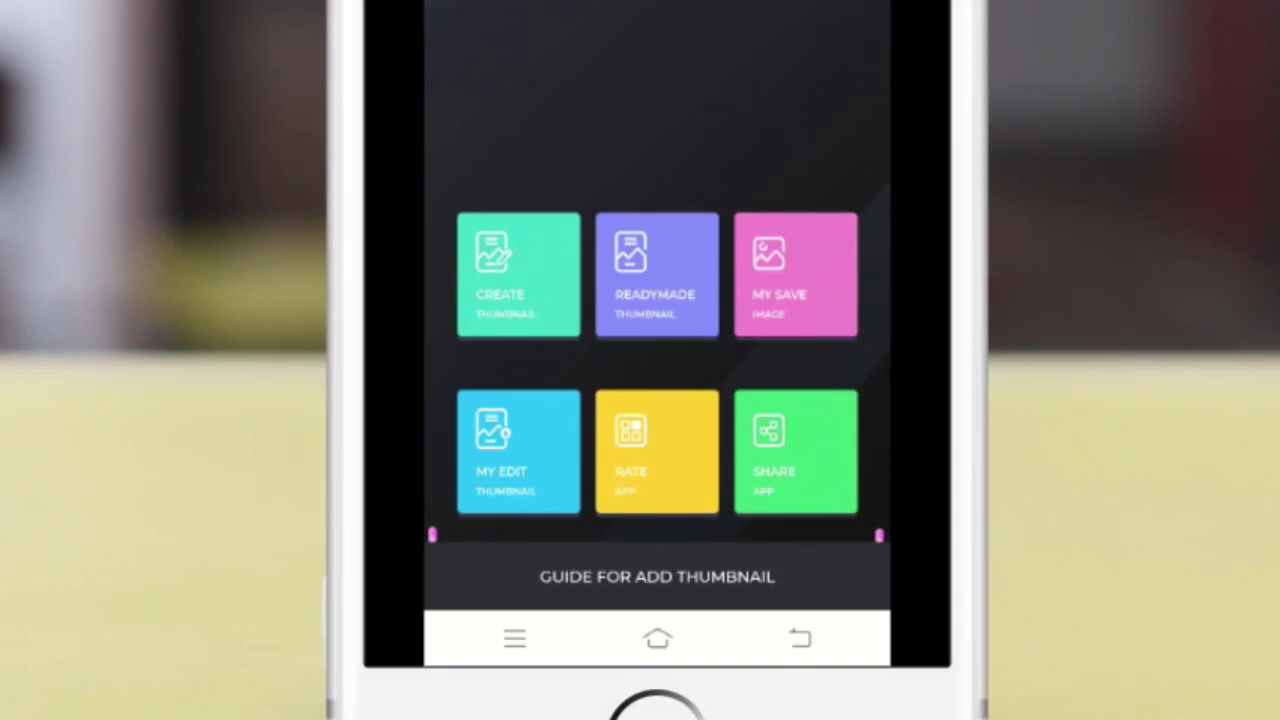 CREATE
THUMBNAIL
READYMADE
THUMBNAIL
MY SAVE
IMAGE
MY EDIT
THUMBNAIL
RATE
APP
SHARE
APP
GUIDE FOR ADD THUMBNAIL